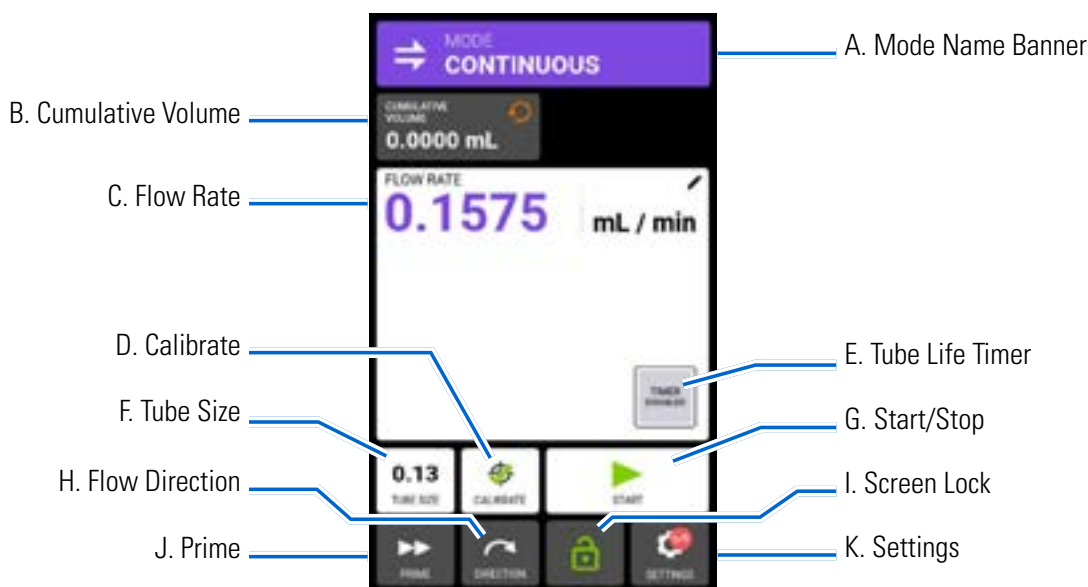 MODE
CONTINUOUS
A. Mode Name Banner
B. Cumulative Volume
CUMULATIVE
VOLUME
0.0000 mL
C. Flow Rate
FLOW RATE
0.1575
mL / min
D. Calibrate
E. Tube Life Timer
TIMER
F. Tube Size
G. Start/Stop
0.13
TUBE SIZE
CALIBRATE
START
H. Flow Direction
I. Screen Lock
J. Prime
PRIME
DIRECTION
SETTINGS
K. Settings